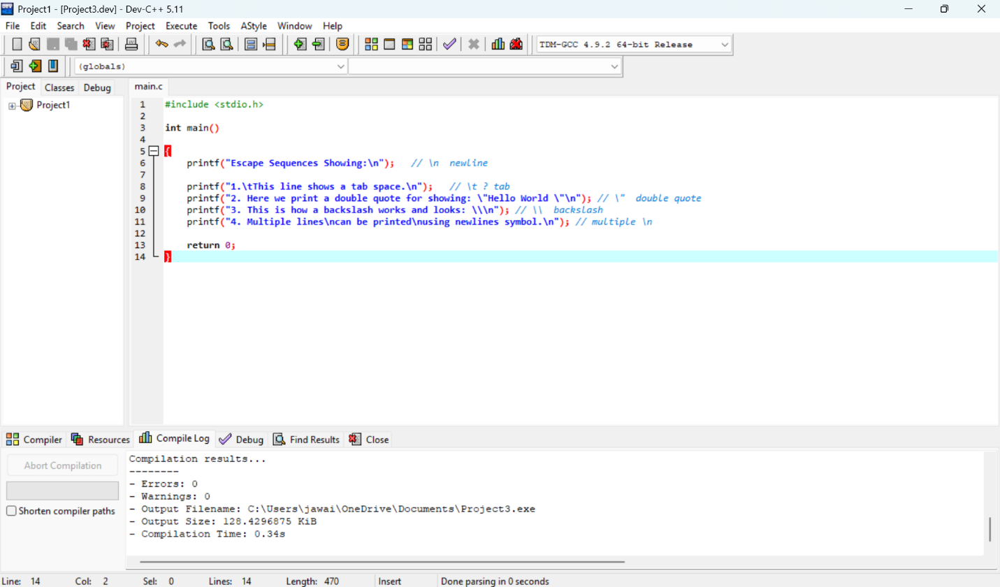 Project1 - [Project3.dev] - Dev-C++ 5.11
File Edit Search View Project Execute Tools AStyle Window Help
TDM-GCC 4.9.2 64-bit Release
(globals)
Project Classes Debug
main.c
Project1
1 #include <stdio.h>
2
3 int main()
4
5 {
6 printf("Escape Sequences Showing:\n"); // \n newline
7
8 printf("1.\tThis line shows a tab space.\n"); // \t ? tab
9 printf("2. Here we print a double quote for showing: \"Hello World \"\n"); // \" double quote
10 printf("3. This is how a backslash works and looks: \\\n"); // \\ backslash
11 printf("4. Multiple lines\ncan be printed\nusing newlines symbol.\n"); // multiple \n
12
13 return 0;
14 }
Compiler Resources Compile Log Debug Find Results Close
Abort Compilation
Shorten compiler paths
Compilation results...
--------
- Errors: 0
- Warnings: 0
- Output Filename: C:\Users\jawai\OneDrive\Documents\Project3.exe
- Output Size: 128.4296875 KiB
- Compilation Time: 0.34s
Line: 14 Col: 2 Sel: 0 Lines: 14 Length: 470 Insert Done parsing in 0 seconds